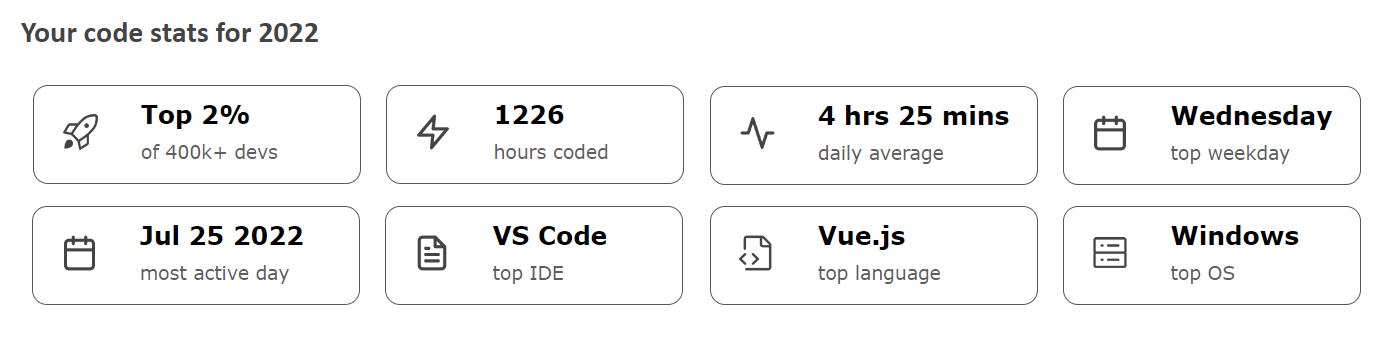 Your code stats for 2022
Top 2%
of 400k+ devs
1226
hours coded
4 hrs 25 mins
daily average
Wednesday
top weekday
Jul 25 2022
most active day
VS Code
top IDE
Vue.js
top language
Windows
top OS